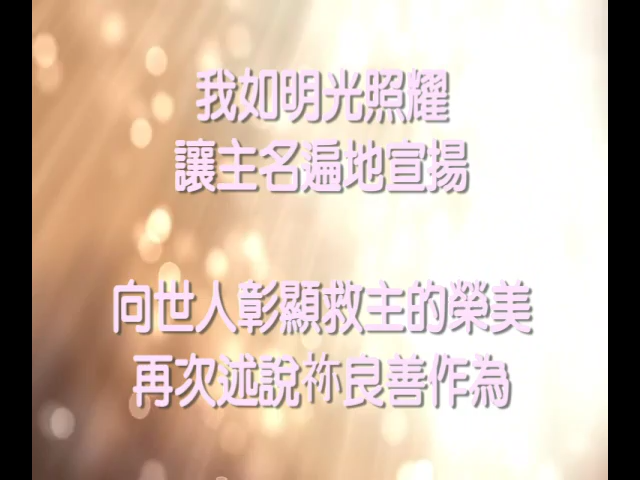 我如明光照耀
讓主名遍地宣揚
向世人彰顯救主的榮美
再次述說祢良善作為